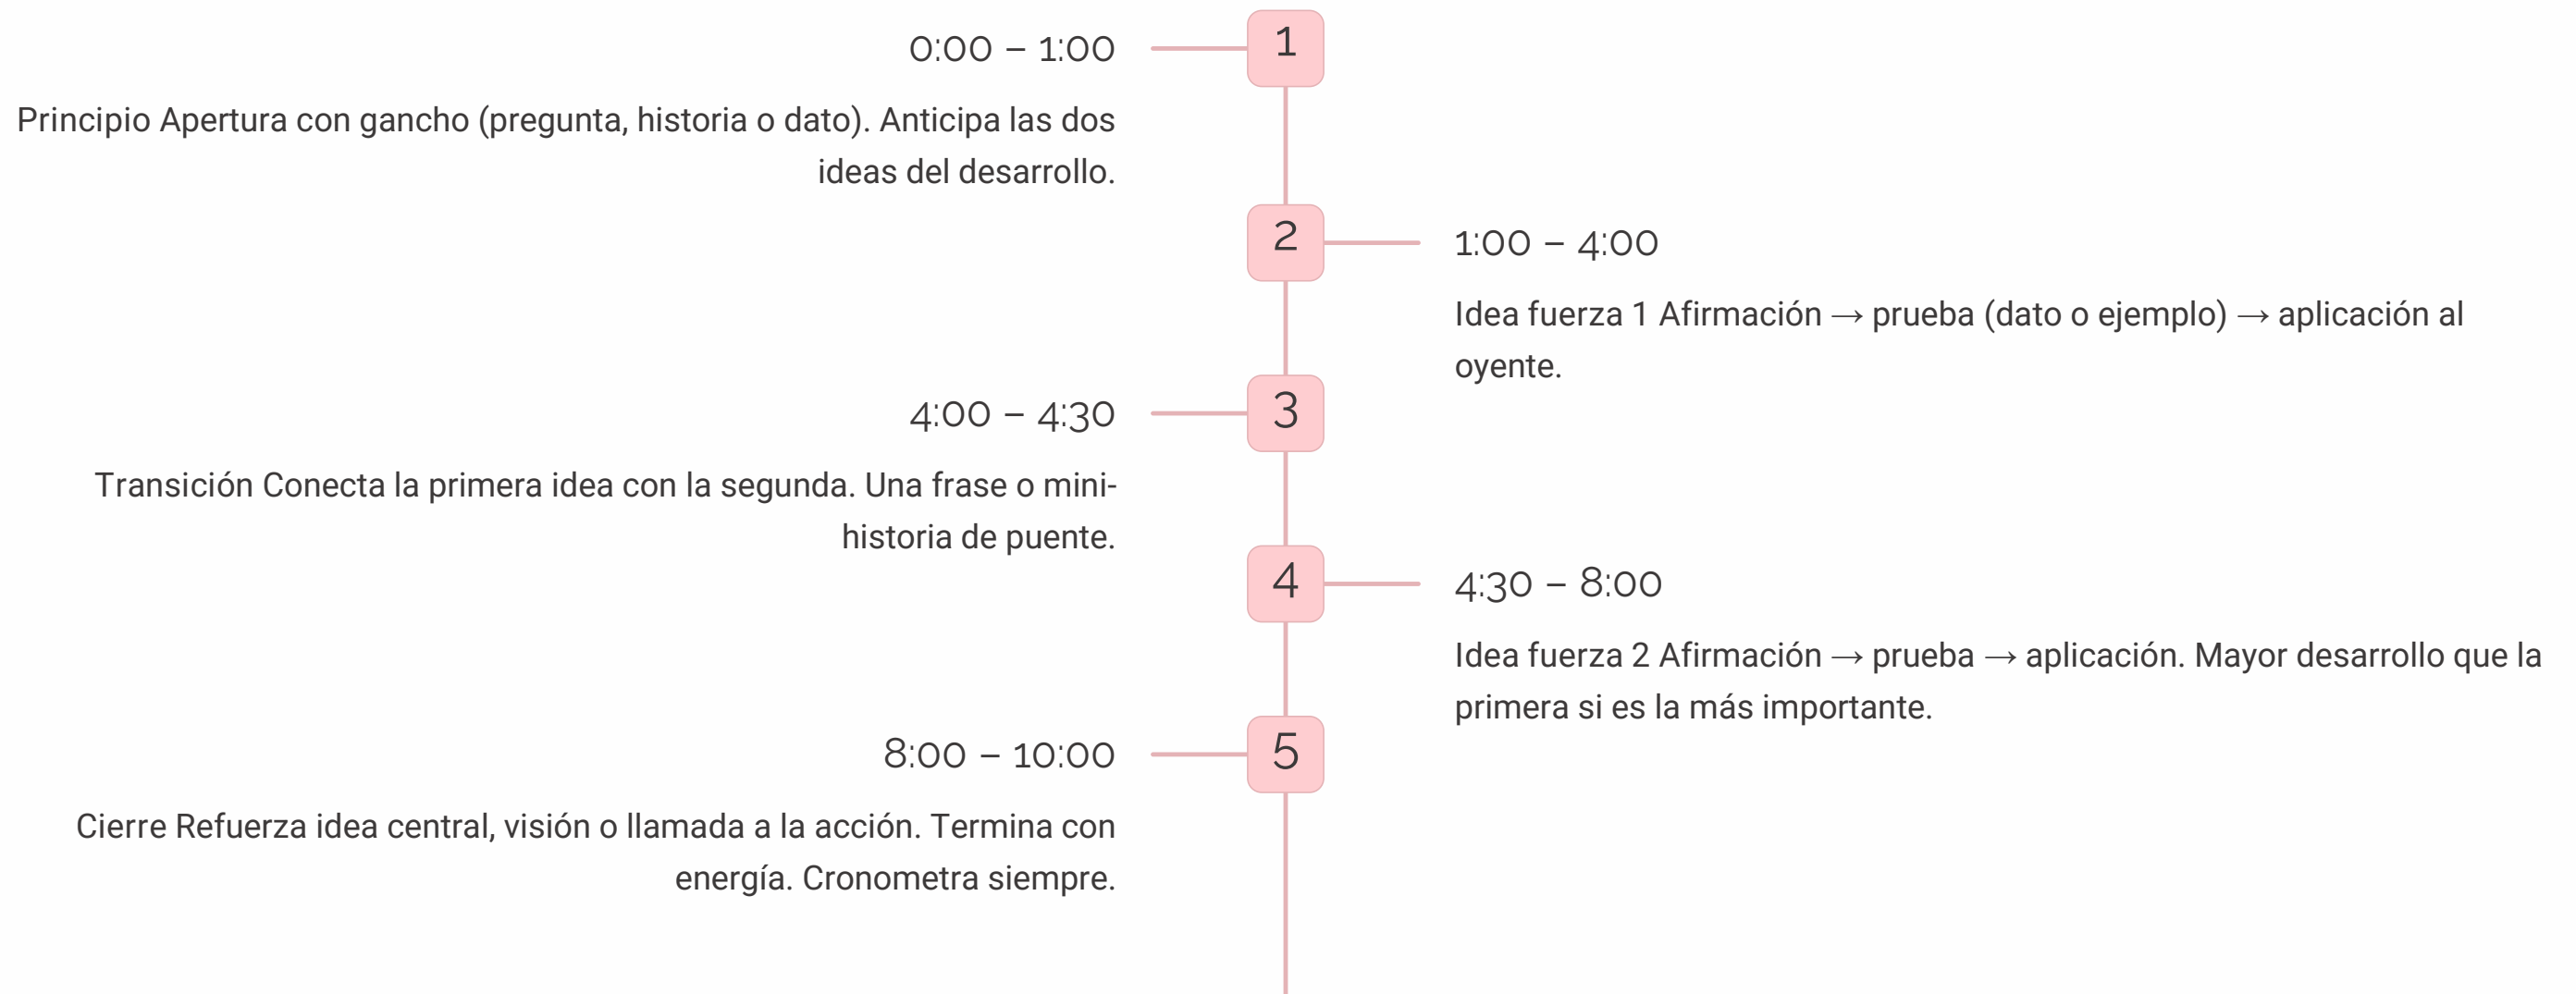 1
0:00 – 1:00
Principio Apertura con gancho (pregunta, historia o dato). Anticipa las dos
ideas del desarrollo.
2
1:00 – 4:00
Idea fuerza 1 Afirmación → prueba (dato o ejemplo) → aplicación al
oyente.
3
4:00 – 4:30
Transición Conecta la primera idea con la segunda. Una frase o mini-
historia de puente.
4
4:30 – 8:00
Idea fuerza 2 Afirmación → prueba → aplicación. Mayor desarrollo que la
primera si es la más importante.
5
8:00 – 10:00
Cierre Refuerza idea central, visión o llamada a la acción. Termina con
energía. Cronometra siempre.